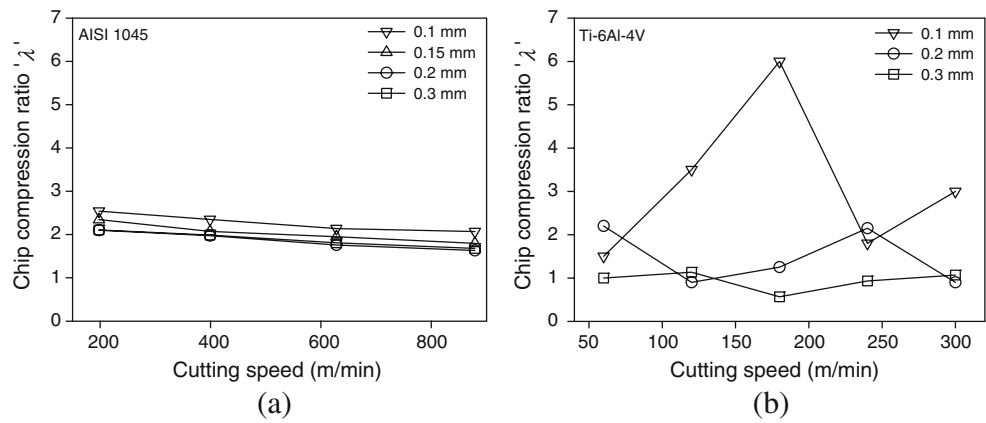 AISI 1045
0.1 mm
0.15 mm
0.2 mm
0.3 mm
Chip compression ratio 'λ'
7
6
5
4
3
2
1
0
200
400
600
800
Cutting speed (m/min)
(a)
Ti-6Al-4V
0.1 mm
0.2 mm
0.3 mm
Chip compression ratio 'λ'
7
6
5
4
3
2
1
0
50
100
150
200
250
300
Cutting speed (m/min)
(b)